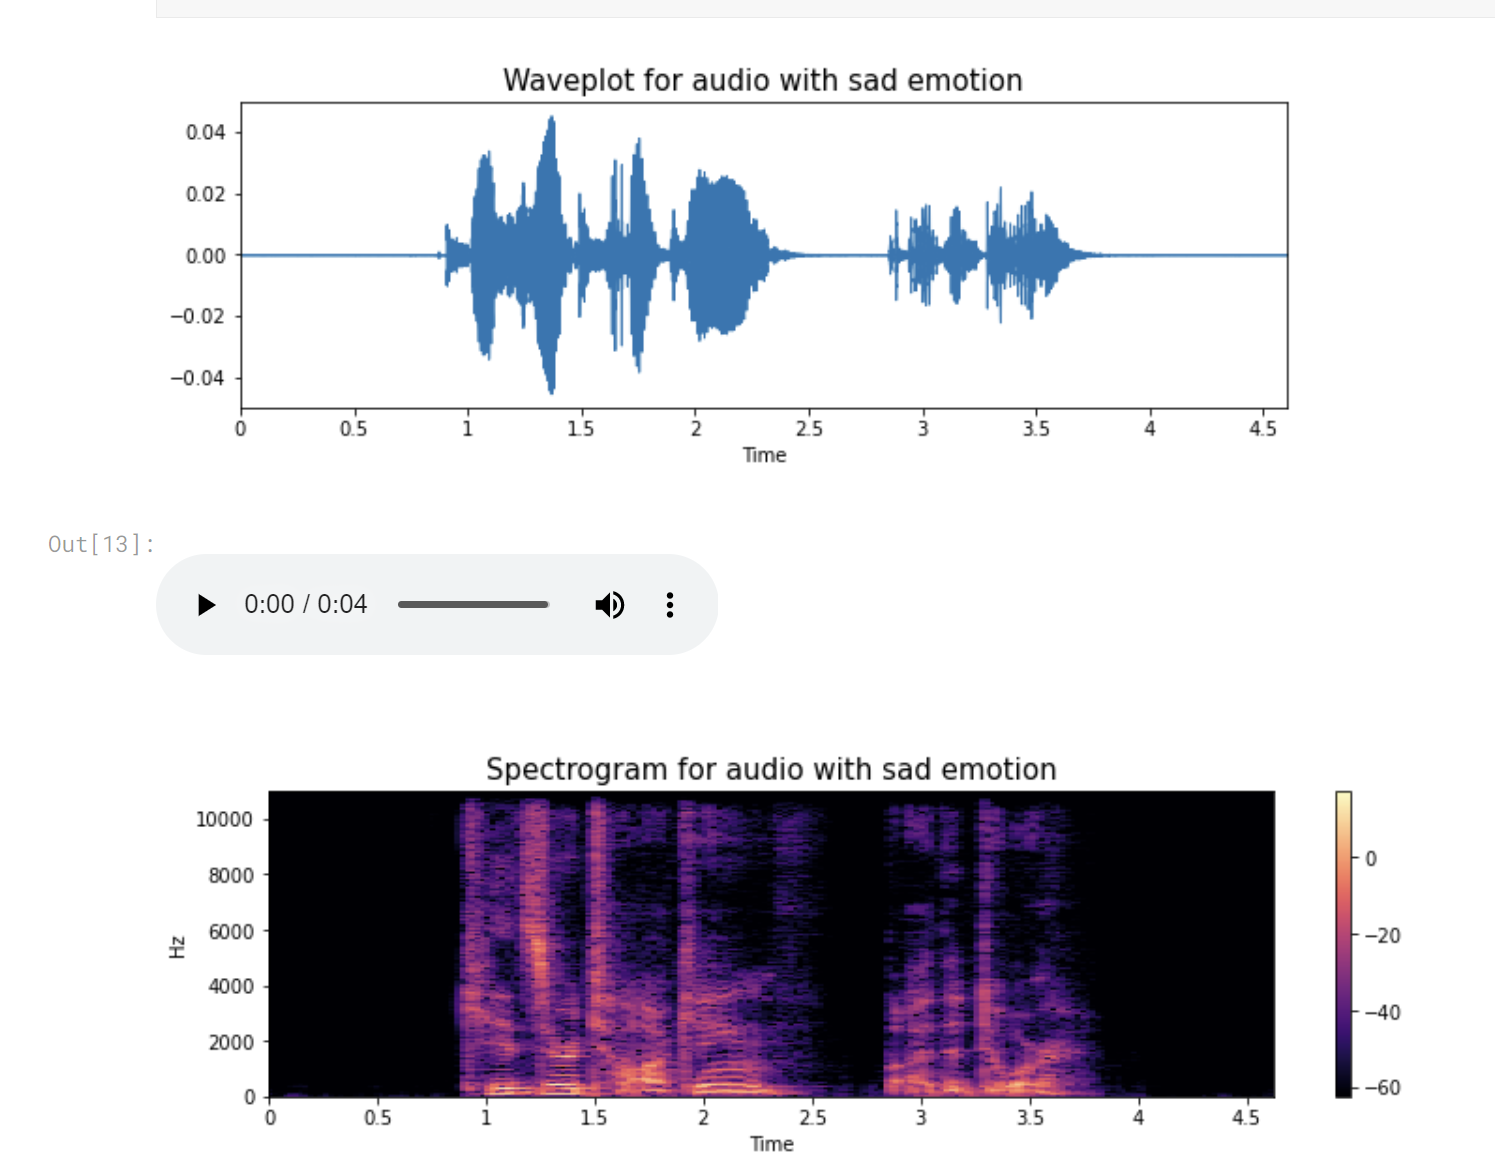 Waveplot for audio with sad emotion
0.04
0.02
0.00
−0.02
−0.04
0 0.5 1 1.5 2 2.5 3 3.5 4 4.5
Time
Out[13]:
0:00 / 0:04
Spectrogram for audio with sad emotion
10000
8000
6000
4000
2000
0
Hz
0 0.5 1 1.5 2 2.5 3 3.5 4 4.5
Time
0
−20
−40
−60